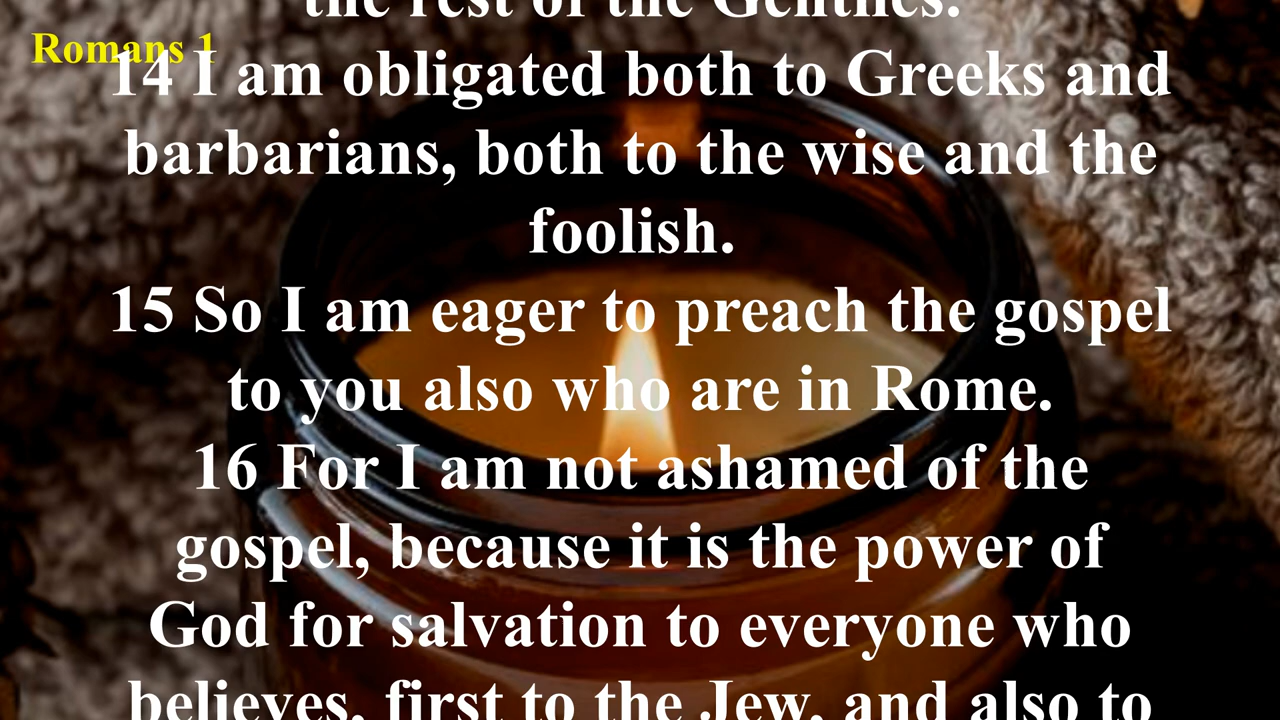 the rest of the Gentiles.
Romans 1
14 I am obligated both to Greeks and
barbarians, both to the wise and the
foolish.
15 So I am eager to preach the gospel
to you also who are in Rome.
16 For I am not ashamed of the
gospel, because it is the power of
God for salvation to everyone who
believes, first to the Jew, and also to